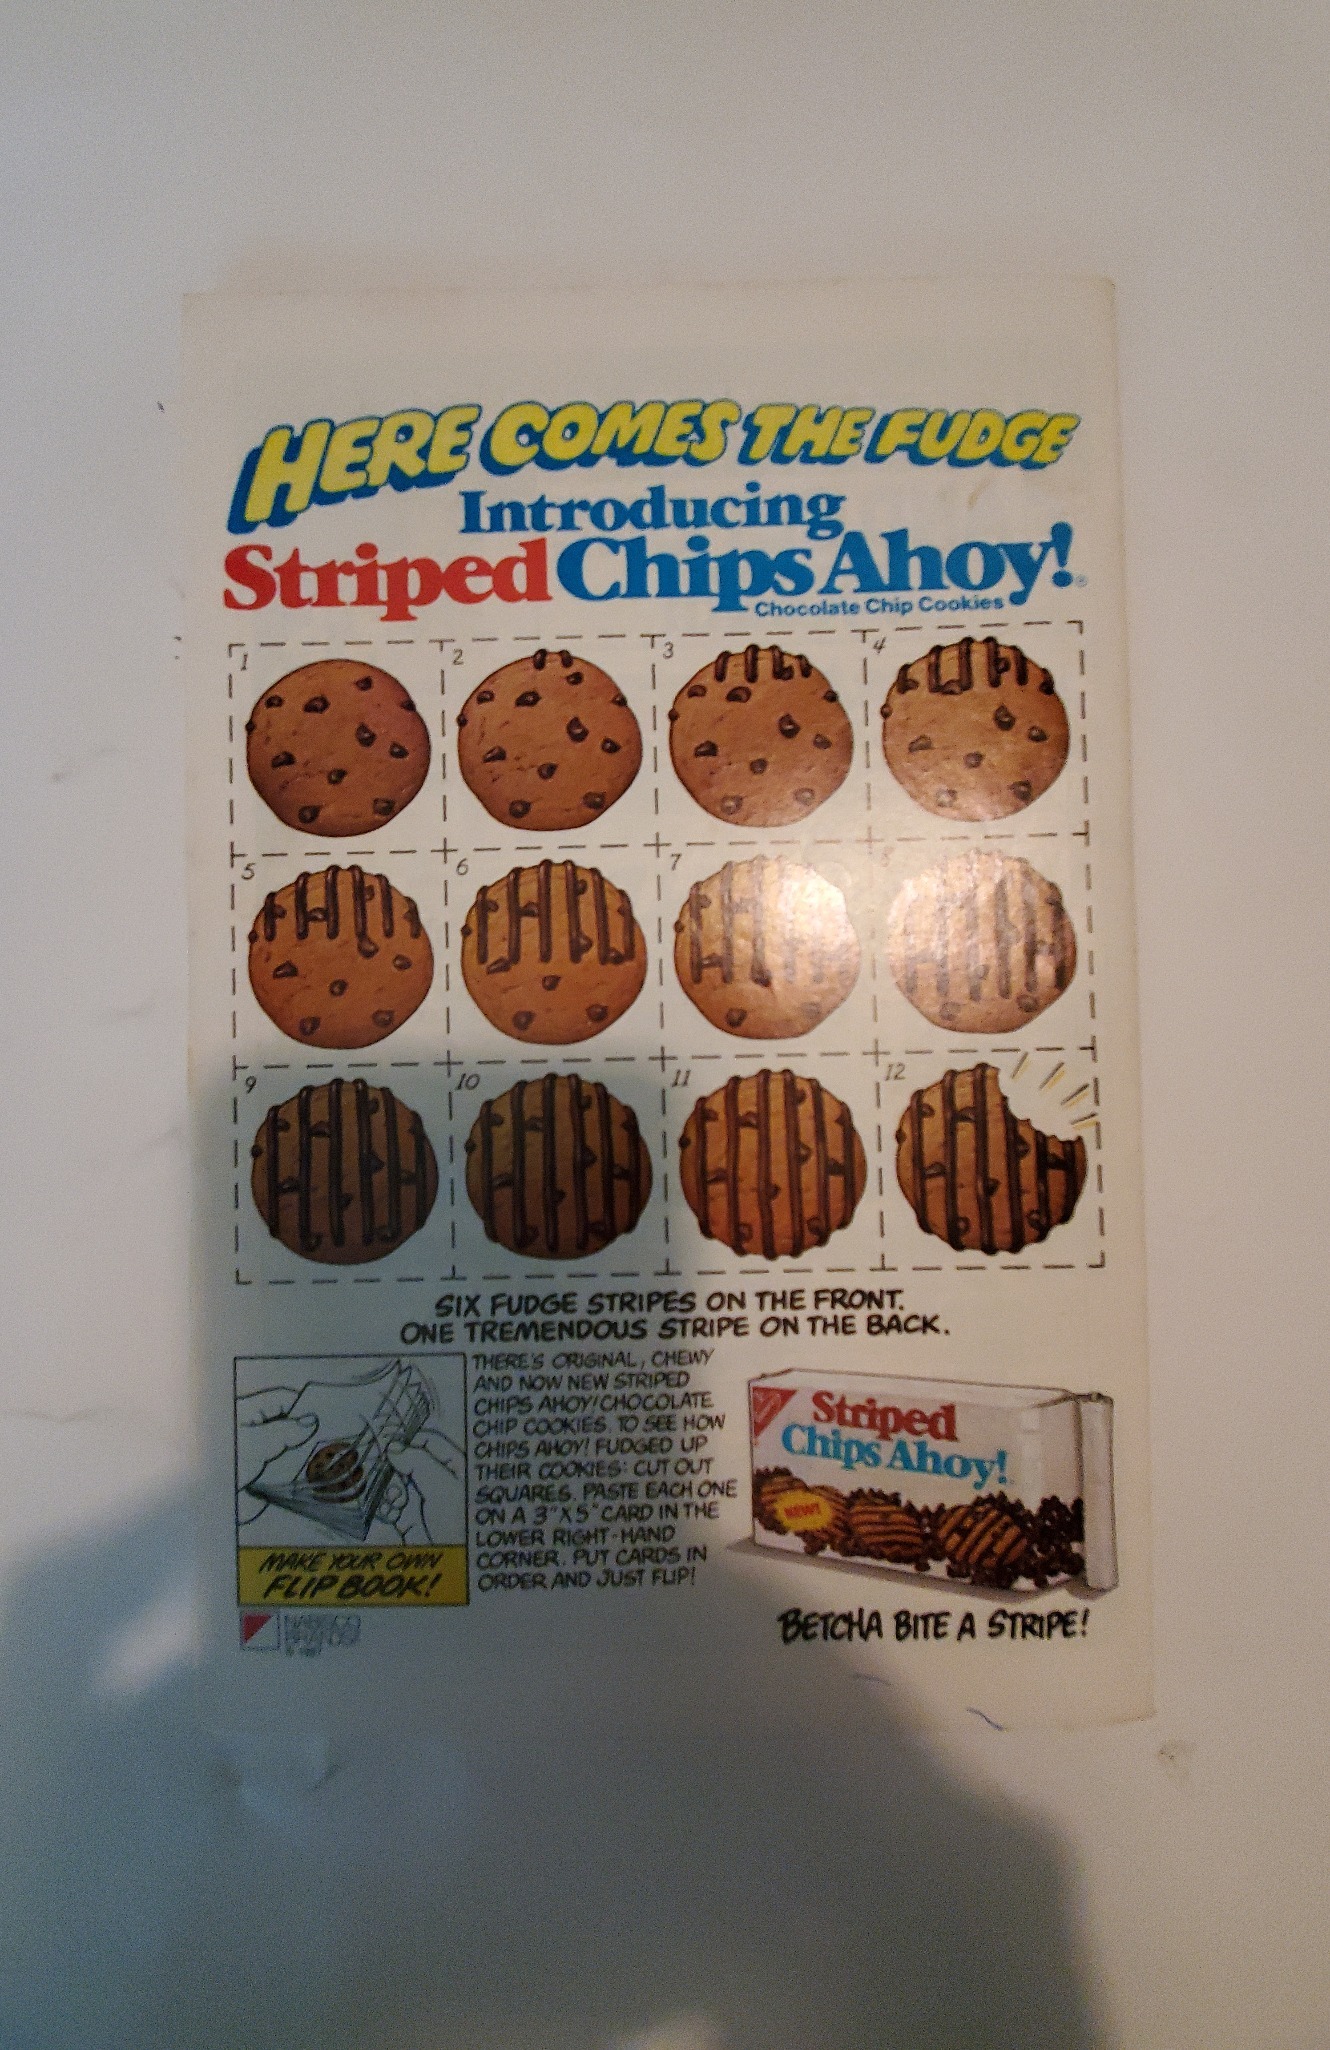 HERE COMES THE FUDGE
Introducing
Striped Chips Ahoy!®
Chocolate Chip Cookies
1
2
3
4
5
6
7
8
9
10
11
12
SIX FUDGE STRIPES ON THE FRONT.
ONE TREMENDOUS STRIPE ON THE BACK.
THERE'S ORIGINAL, CHEWY
AND NOW NEW STRIPED
CHIPS AHOY! CHOCOLATE
CHIP COOKIES. TO SEE HOW
CHIPS AHOY! FUDGED UP
THEIR COOKIES: CUT OUT
SQUARES. PASTE EACH ONE
ON A 3"X5" CARD IN THE
LOWER RIGHT-HAND
CORNER. PUT CARDS IN
ORDER AND JUST FLIP!
MAKE YOUR OWN
FLIP BOOK!
Striped
Chips Ahoy!
NEW!
NABISCO
BRANDS
BETCHA BITE A STRIPE!